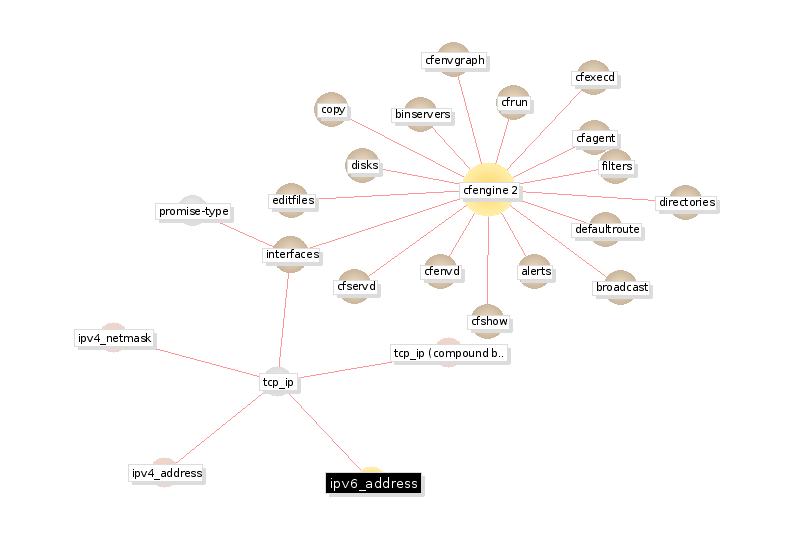 cfenvgraph
cfexecd
copy
cfrun
binservers
cfagent
disks
filters
cfengine 2
editfiles
directories
promise-type
defaultroute
interfaces
cfservd
cfenvd
alerts
broadcast
cfshow
ipv4_netmask
tcp_ip (compound b..
tcp_ip
ipv4_address
ipv6_address